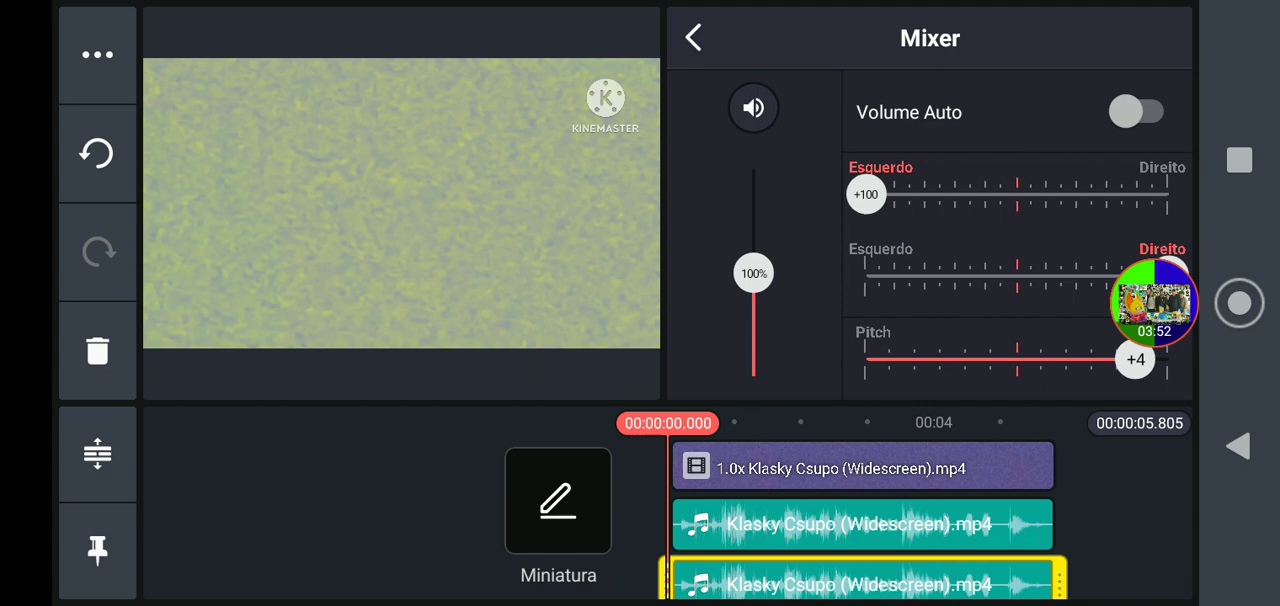 K
KINEMASTER
Mixer
Volume Auto
Esquerdo
Direito
+100
Esquerdo
Direito
100%
03:52
Pitch
+4
00:00:00.000
00:04
00:00:05.805
1.0x Klasky Csupo (Widescreen).mp4
Klasky Csupo (Widescreen).mp4
Klasky Csupo (Widescreen).mp4
Miniatura